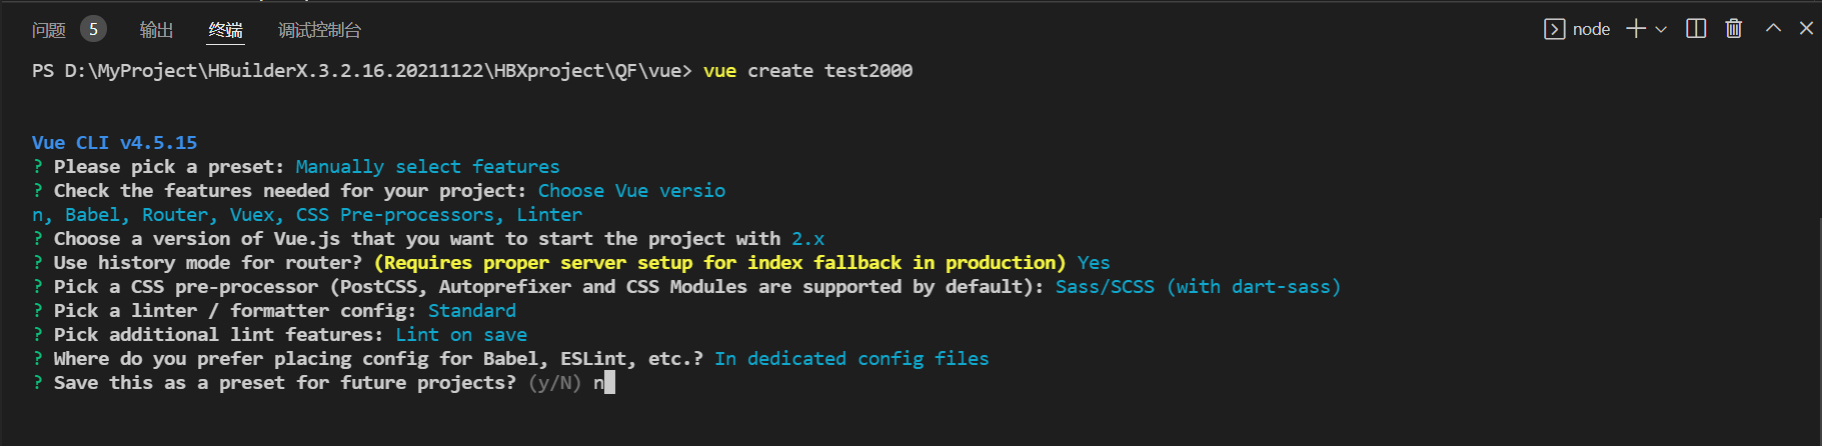 问题 5 输出 终端 调试控制台 node
PS D:\MyProject\HBuilderX.3.2.16.20211122\HBXproject\QF\vue> vue create test2000
Vue CLI v4.5.15
? Please pick a preset: Manually select features
? Check the features needed for your project: Choose Vue versio
n, Babel, Router, Vuex, CSS Pre-processors, Linter
? Choose a version of Vue.js that you want to start the project with 2.x
? Use history mode for router? (Requires proper server setup for index fallback in production) Yes
? Pick a CSS pre-processor (PostCSS, Autoprefixer and CSS Modules are supported by default): Sass/SCSS (with dart-sass)
? Pick a linter / formatter config: Standard
? Pick additional lint features: Lint on save
? Where do you prefer placing config for Babel, ESLint, etc.? In dedicated config files
? Save this as a preset for future projects? (y/N) n